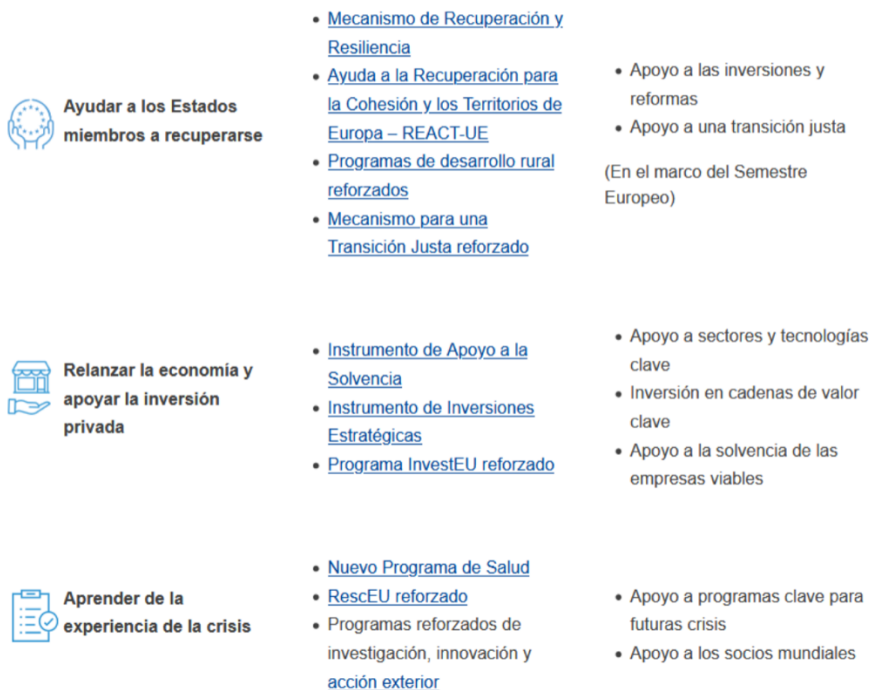 Ayudar a los Estados
miembros a recuperarse
• Mecanismo de Recuperación y
Resiliencia
• Ayuda a la Recuperación para
la Cohesión y los Territorios de
Europa – REACT-UE
• Programas de desarrollo rural
reforzados
• Mecanismo para una
Transición Justa reforzado
• Apoyo a las inversiones y
reformas
• Apoyo a una transición justa
(En el marco del Semestre
Europeo)
Relanzar la economía y
apoyar la inversión
privada
• Instrumento de Apoyo a la
Solvencia
• Instrumento de Inversiones
Estratégicas
• Programa InvestEU reforzado
• Apoyo a sectores y tecnologías
clave
• Inversión en cadenas de valor
clave
• Apoyo a la solvencia de las
empresas viables
Aprender de la
experiencia de la crisis
• Nuevo Programa de Salud
• RescEU reforzado
• Programas reforzados de
investigación, innovación y
acción exterior
• Apoyo a programas clave para
futuras crisis
• Apoyo a los socios mundiales